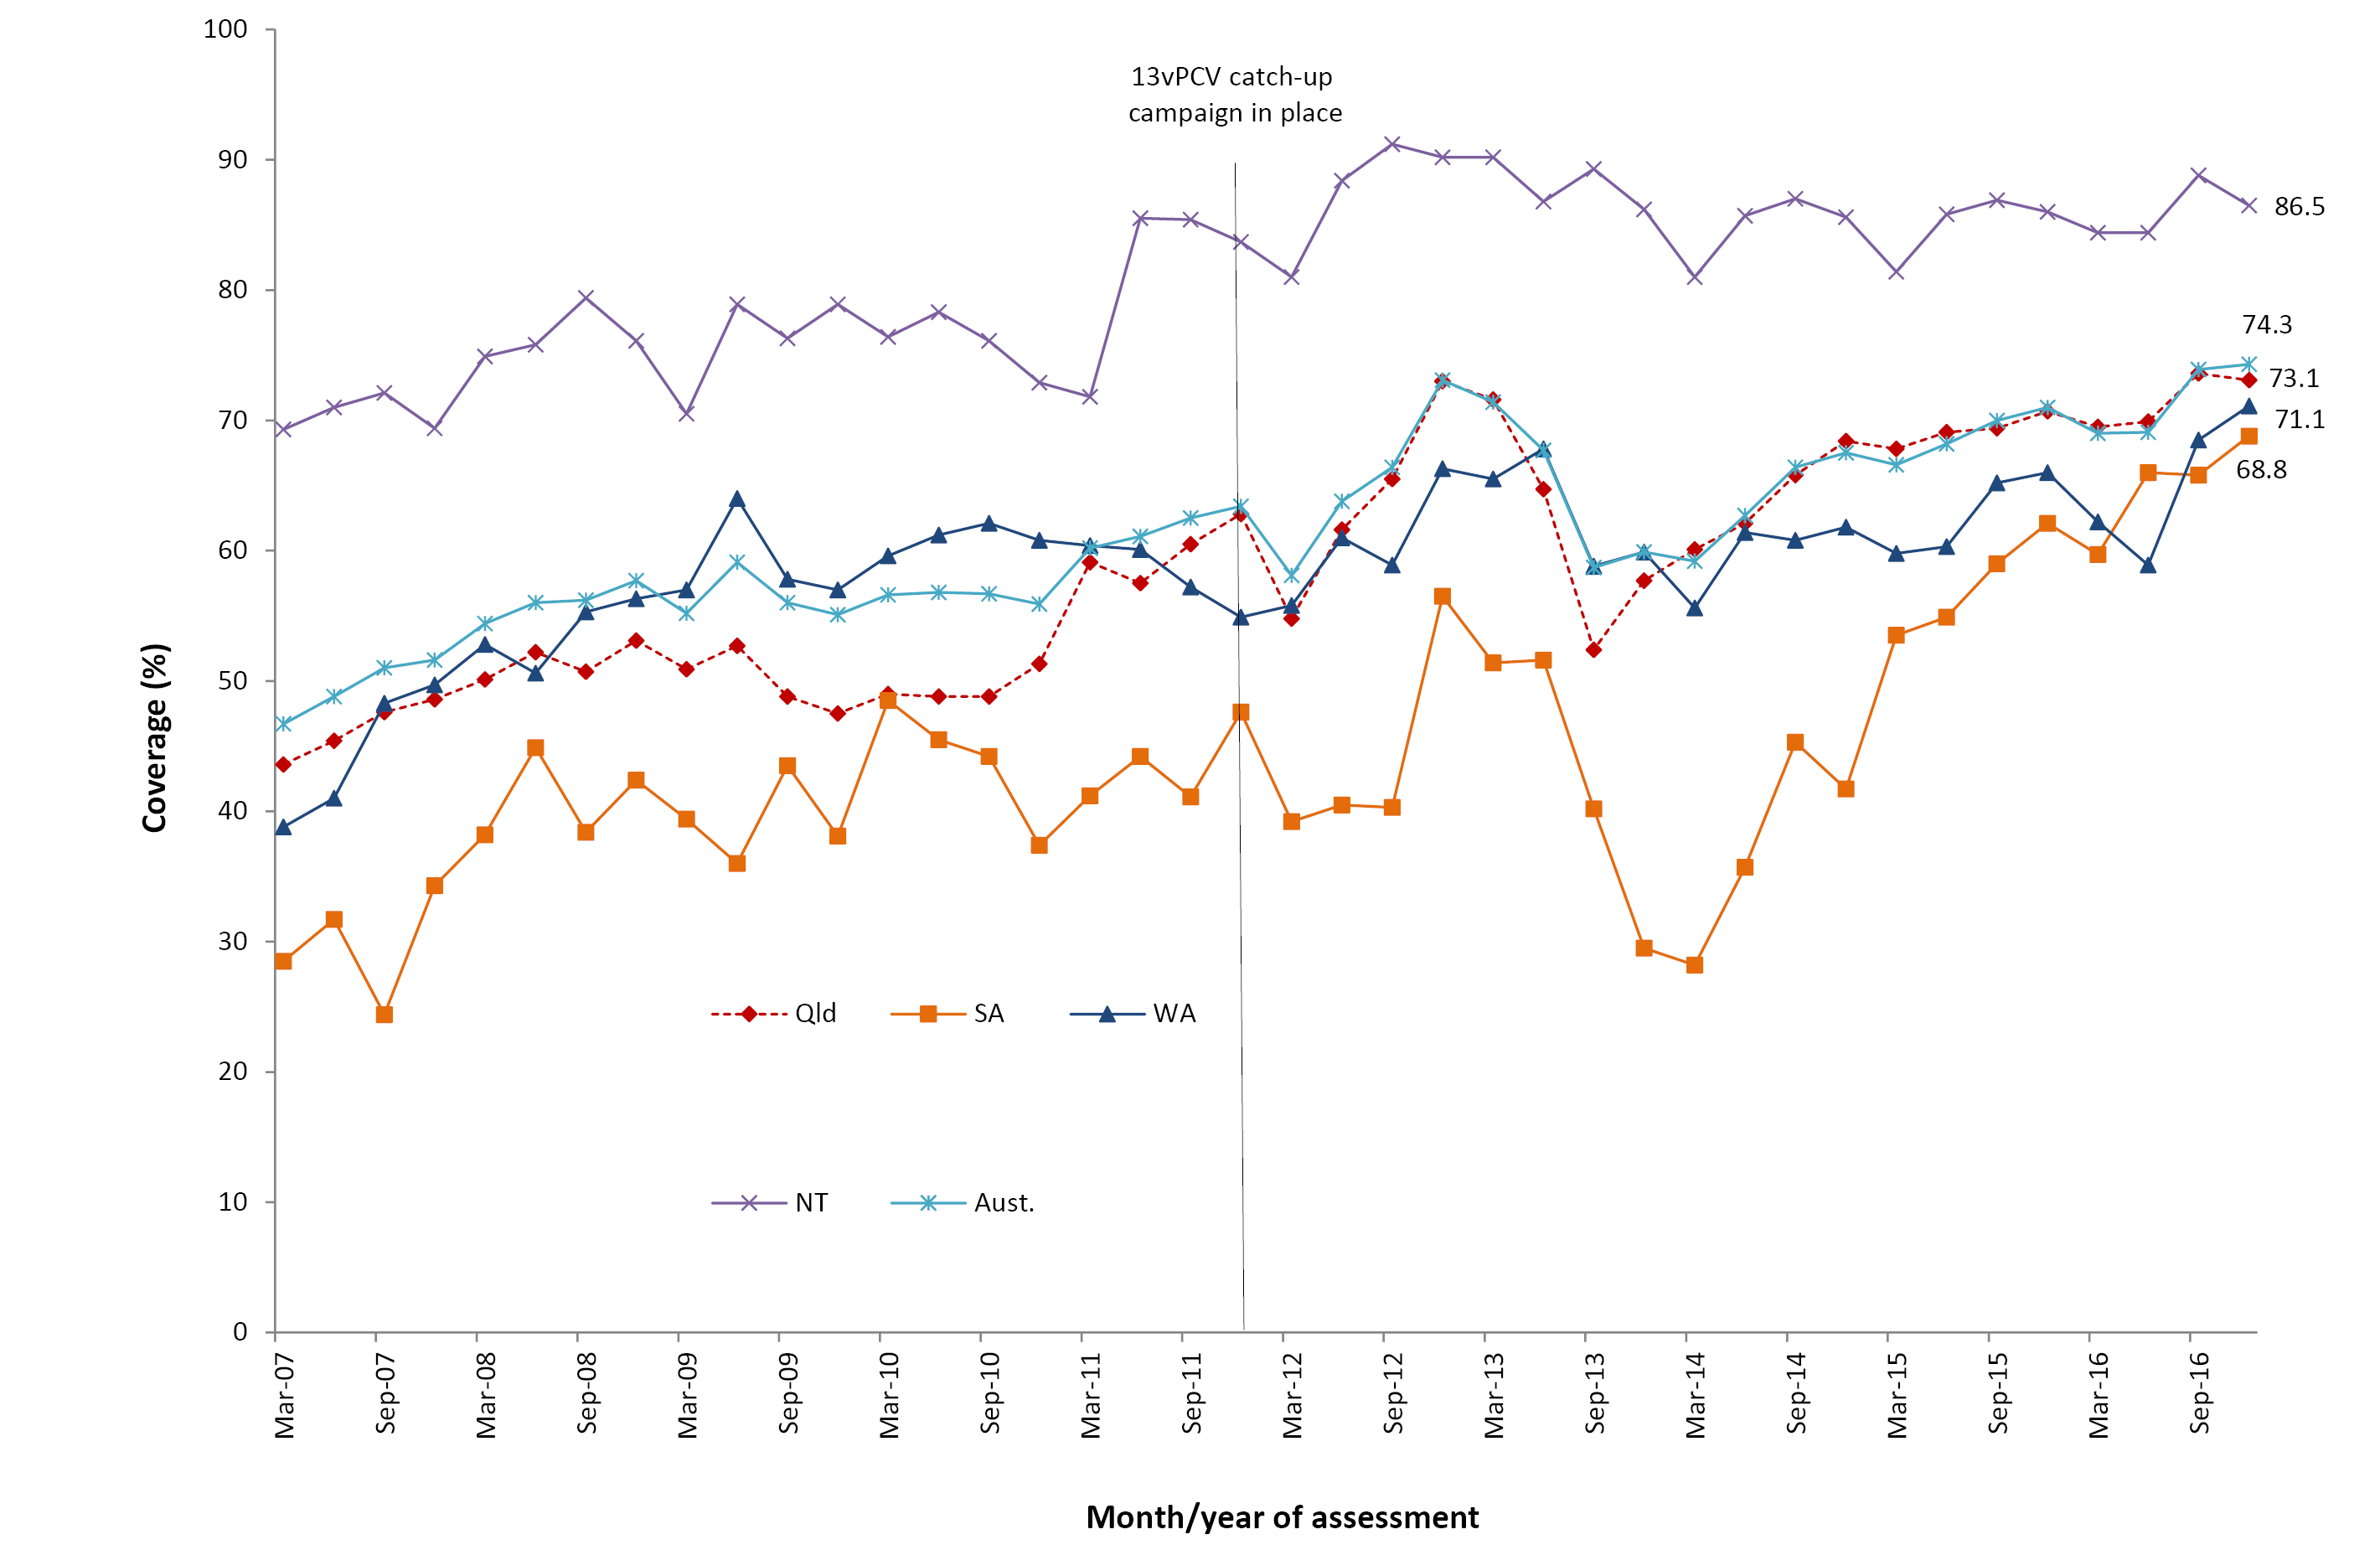 100
90
80
70
60
50
40
30
20
10
0
Coverage (%)
13vPCV catch-up
campaign in place
86.5
74.3
73.1
71.1
68.8
Qld
SA
WA
NT
Aust.
Mar-07
Sep-07
Mar-08
Sep-08
Mar-09
Sep-09
Mar-10
Sep-10
Mar-11
Sep-11
Mar-12
Sep-12
Mar-13
Sep-13
Mar-14
Sep-14
Mar-15
Sep-15
Mar-16
Sep-16
Month/year of assessment